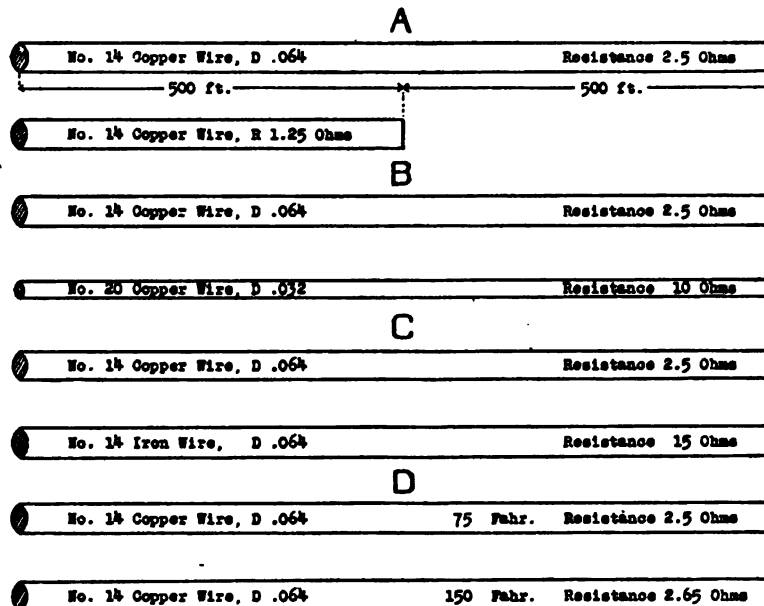 A
No. 14 Copper Wire, D .064 Resistance 2.5 Ohms
500 ft. 500 ft.
No. 14 Copper Wire, R 1.25 Ohms
B
No. 14 Copper Wire, D .064 Resistance 2.5 Ohms
No. 20 Copper Wire, D .032 Resistance 10 Ohms
C
No. 14 Copper Wire, D .064 Resistance 2.5 Ohms
No. 14 Iron Wire, D .064 Resistance 15 Ohms
D
No. 14 Copper Wire, D .064 75 Fahr. Resistance 2.5 Ohms
No. 14 Copper Wire, D .064 150 Fahr. Resistance 2.65 Ohms